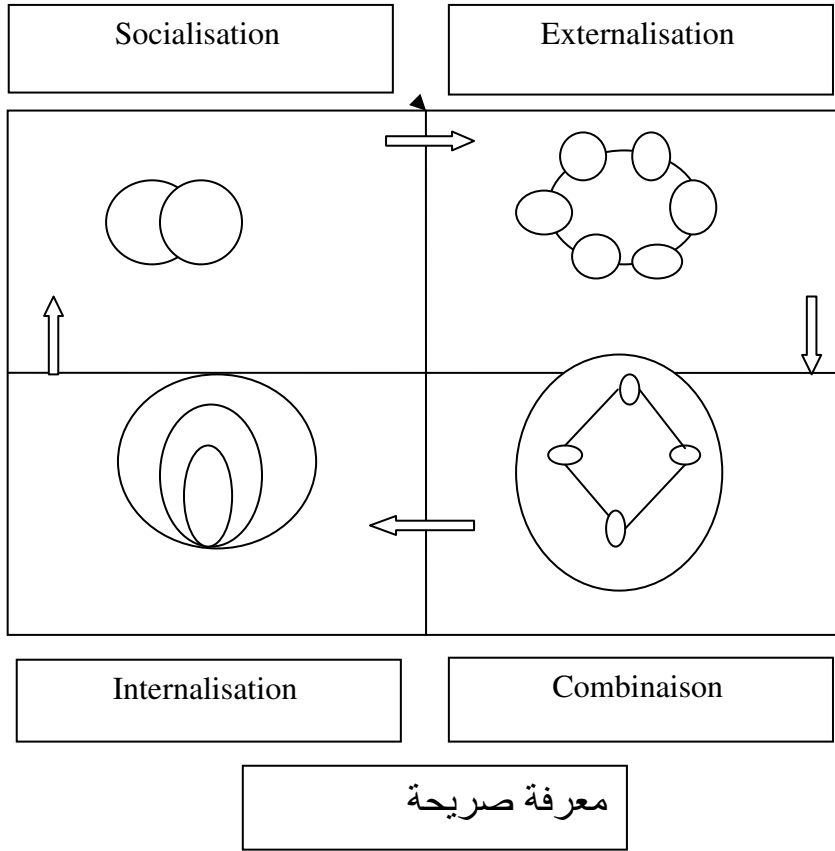 Socialisation
Externalisation
Internalisation
Combinaison
معرفة صريحة